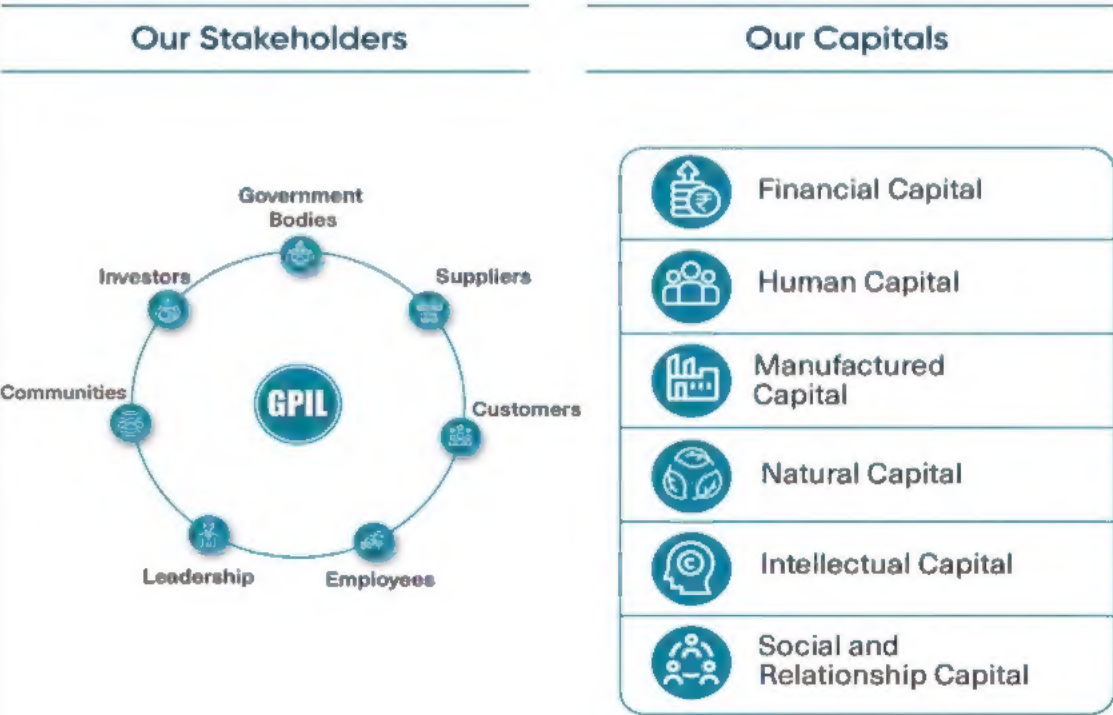 Our Stakeholders
Our Capitals
Government
Bodies
Investors
Suppliers
Communities
GPIL
Customers
Leadership
Employees
Financial Capital
Human Capital
Manufactured
Capital
Natural Capital
Intellectual Capital
Social and
Relationship Capital